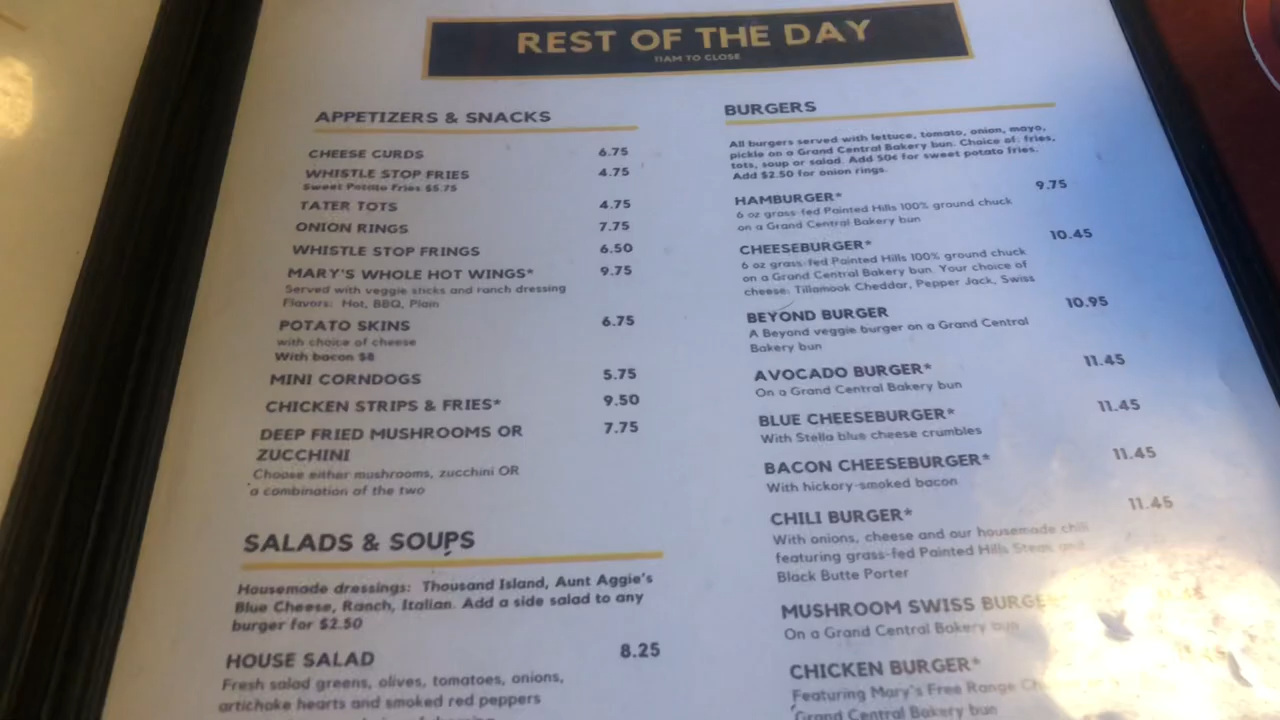 REST OF THE DAY
11AM TO CLOSE
APPETIZERS & SNACKS
CHEESE CURDS 6.75
WHISTLE STOP FRIES 4.75
Sweet Potato Fries $5.75
TATER TOTS 4.75
ONION RINGS 7.75
WHISTLE STOP FRINGS 6.50
MARY'S WHOLE HOT WINGS* 9.75
Served with veggie sticks and ranch dressing
Flavors: Hot, BBQ, Plain
POTATO SKINS 6.75
with choice of cheese
With bacon $8
MINI CORNDOGS 5.75
CHICKEN STRIPS & FRIES* 9.50
DEEP FRIED MUSHROOMS OR 7.75
ZUCCHINI
Choose either mushrooms, zucchini OR
a combination of the two
SALADS & SOUPS
Housemade dressings: Thousand Island, Aunt Aggie's
Blue Cheese, Ranch, Italian. Add a side salad to any
burger for $2.50
HOUSE SALAD 8.25
Fresh salad greens, olives, tomatoes, onions,
artichoke hearts and smoked red peppers
BURGERS
All burgers served with lettuce, tomato, onion, mayo,
pickle on a Grand Central Bakery bun. Choice of: fries,
tots, soup or salad. Add 50¢ for sweet potato fries.
Add $2.50 for onion rings.
HAMBURGER* 9.75
6 oz grass-fed Painted Hills 100% ground chuck
on a Grand Central Bakery bun
CHEESEBURGER* 10.45
6 oz grass-fed Painted Hills 100% ground chuck
on a Grand Central Bakery bun. Your choice of
cheese: Tillamook Cheddar, Pepper Jack, Swiss
BEYOND BURGER 10.95
A Beyond veggie burger on a Grand Central
Bakery bun
AVOCADO BURGER* 11.45
On a Grand Central Bakery bun
BLUE CHEESEBURGER* 11.45
With Stella blue cheese crumbles
BACON CHEESEBURGER* 11.45
With hickory-smoked bacon
CHILI BURGER* 11.45
With onions, cheese and our housemade chili
featuring grass-fed Painted Hills Steak and
Black Butte Porter
MUSHROOM SWISS
On a Grand Central Bakery bun
CHICKEN BURGER*
Featuring Mary's Free Range
Grand Central Bakery bun